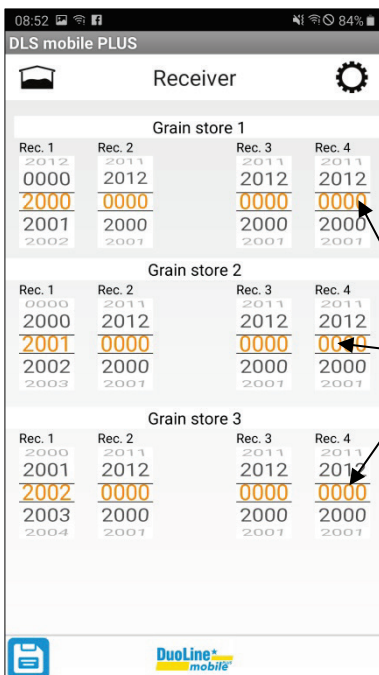 08:52 84%
DLS mobile PLUS
Receiver
Grain store 1
Rec. 1 Rec. 2 Rec. 3 Rec. 4
2012 2011 2011 2011
0000 2012 2012 2012
2000 0000 0000 0000
2001 2000 2000 2000
2002 2001 2001 2001
Grain store 2
Rec. 1 Rec. 2 Rec. 3 Rec. 4
0000 2011 2011 2011
2000 2012 2012 2012
2001 0000 0000 0000
2002 2000 2000 2000
2003 2001 2001 2001
Grain store 3
Rec. 1 Rec. 2 Rec. 3 Rec. 4
2000 2011 2011 2011
2001 2012 2012 2012
2002 0000 0000 0000
2003 2000 2000 2000
2004 2001 2001 2001
DuoLine*
mobile PLUS